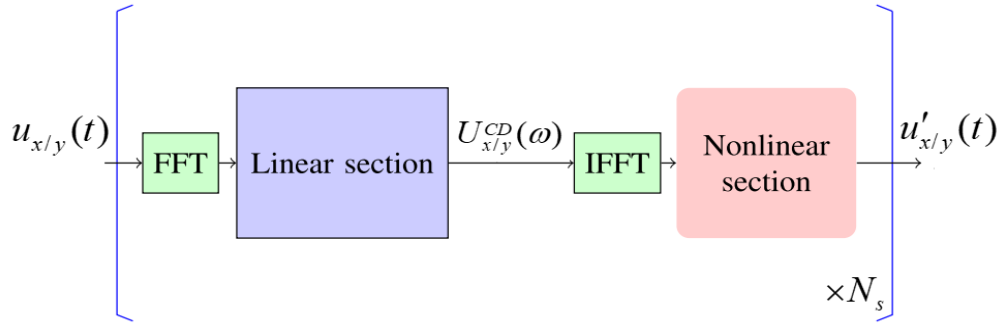 u_{x/y}(t)
FFT
Linear section
U^{CD}_{x/y}(ω)
IFFT
Nonlinear
section
u'_{x/y}(t)
×N_s